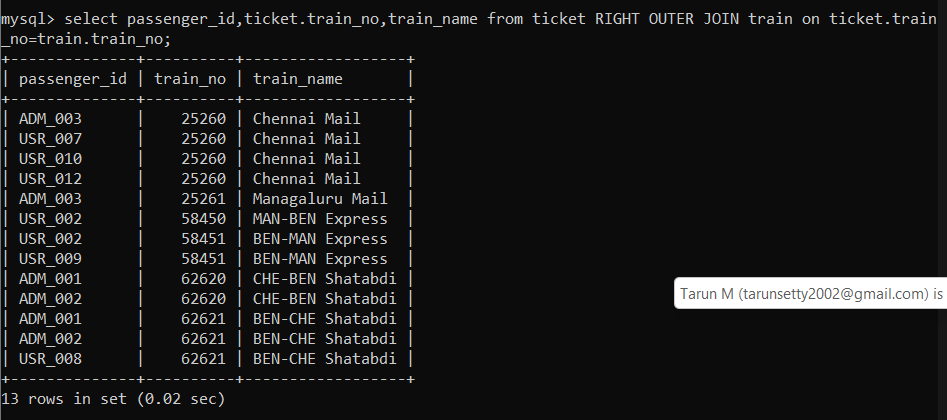 mysql> select passenger_id,ticket.train_no,train_name from ticket RIGHT OUTER JOIN train on ticket.train
_no=train.train_no;
+--------------+----------+------------------+
| passenger_id | train_no | train_name       |
+--------------+----------+------------------+
| ADM_003      |    25260 | Chennai Mail     |
| USR_007      |    25260 | Chennai Mail     |
| USR_010      |    25260 | Chennai Mail     |
| USR_012      |    25260 | Chennai Mail     |
| ADM_003      |    25261 | Managaluru Mail  |
| USR_002      |    58450 | MAN-BEN Express  |
| USR_002      |    58451 | BEN-MAN Express  |
| USR_009      |    58451 | BEN-MAN Express  |
| ADM_001      |    62620 | CHE-BEN Shatabdi |
| ADM_002      |    62620 | CHE-BEN Shatabdi |
| ADM_001      |    62621 | BEN-CHE Shatabdi |
| ADM_002      |    62621 | BEN-CHE Shatabdi |
| USR_008      |    62621 | BEN-CHE Shatabdi |
+--------------+----------+------------------+
13 rows in set (0.02 sec)
Tarun M (tarunsetty2002@gmail.com) is